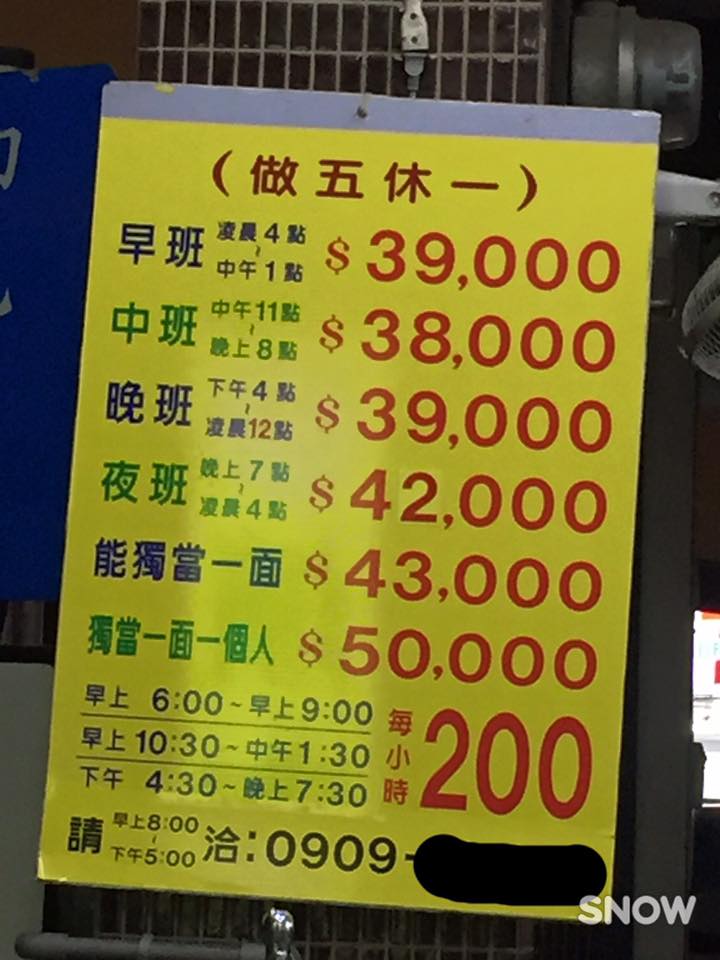 （做五休一）
早班 凌晨4點~中午1點 $39,000
中班 中午11點~晚上8點 $38,000
晚班 下午4點~凌晨12點 $39,000
夜班 晚上7點~凌晨4點 $42,000
能獨當一面 $43,000
獨當一面一個人 $50,000
早上 6:00~早上9:00
早上10:30~中午1:30
下午 4:30~晚上7:30
每小時 200
請 早上8:00~下午5:00 洽:0909-
SNOW